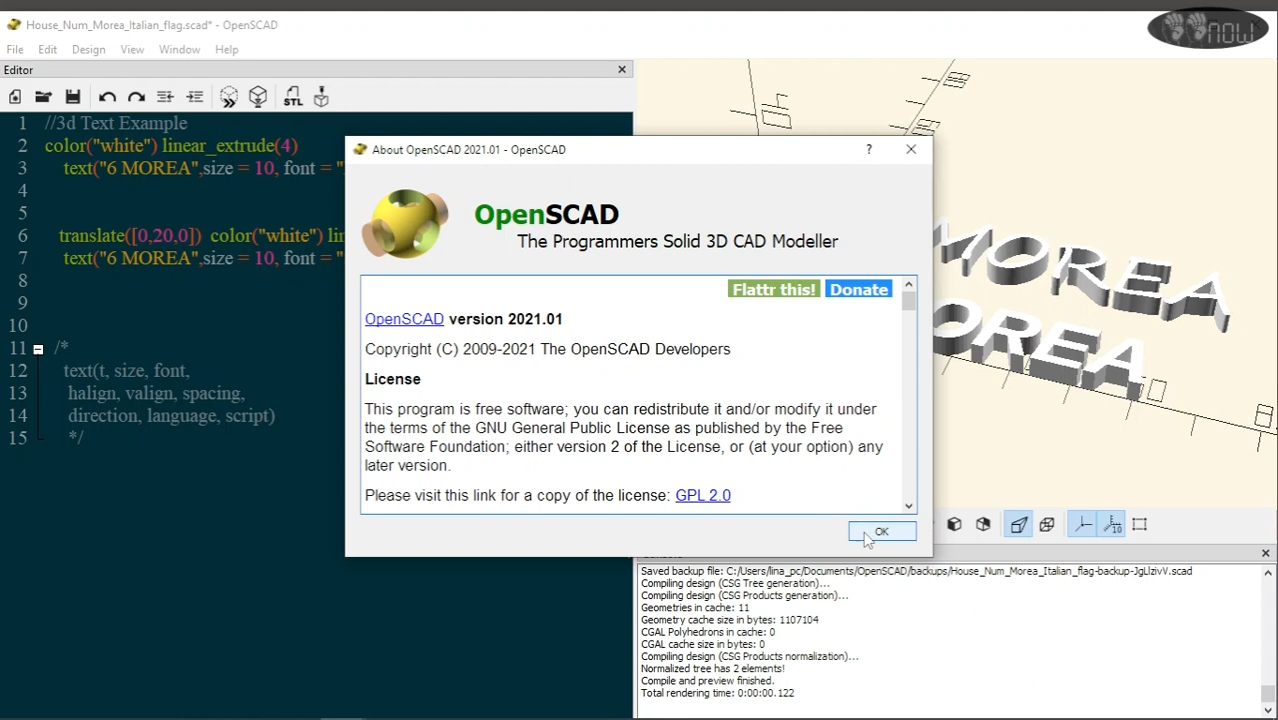 House_Num_Morea_Italian_flag.scad* - OpenSCAD
now
File Edit Design View Window Help
Editor
STL
1 //3d Text Example
2 color("white") linear_extrude(4)
3 text("6 MOREA",size = 10, font = "
4
5
6 translate([0,20,0]) color("white") lin
7 text("6 MOREA",size = 10, font =
8
9
10
11 /*
12 text(t, size, font,
13 halign, valign, spacing,
14 direction, language, script)
15 */
About OpenSCAD 2021.01 - OpenSCAD
?
OpenSCAD
The Programmers Solid 3D CAD Modeller
Flattr this! Donate
OpenSCAD version 2021.01
Copyright (C) 2009-2021 The OpenSCAD Developers
License
This program is free software; you can redistribute it and/or modify it under
the terms of the GNU General Public License as published by the Free
Software Foundation; either version 2 of the License, or (at your option) any
later version.
Please visit this link for a copy of the license: GPL 2.0
OK
MOREA
MOREA
10
Saved backup file: C:/Users/lina_pc/Documents/OpenSCAD/backups/House_Num_Morea_Italian_flag-backup-JgLlzivV.scad
Compiling design (CSG Tree generation)...
Compiling design (CSG Products generation)...
Geometries in cache: 11
Geometry cache size in bytes: 1107104
CGAL Polyhedrons in cache: 0
CGAL cache size in bytes: 0
Compiling design (CSG Products normalization)...
Normalized tree has 2 elements!
Compile and preview finished.
Total rendering time: 0:00:00.122